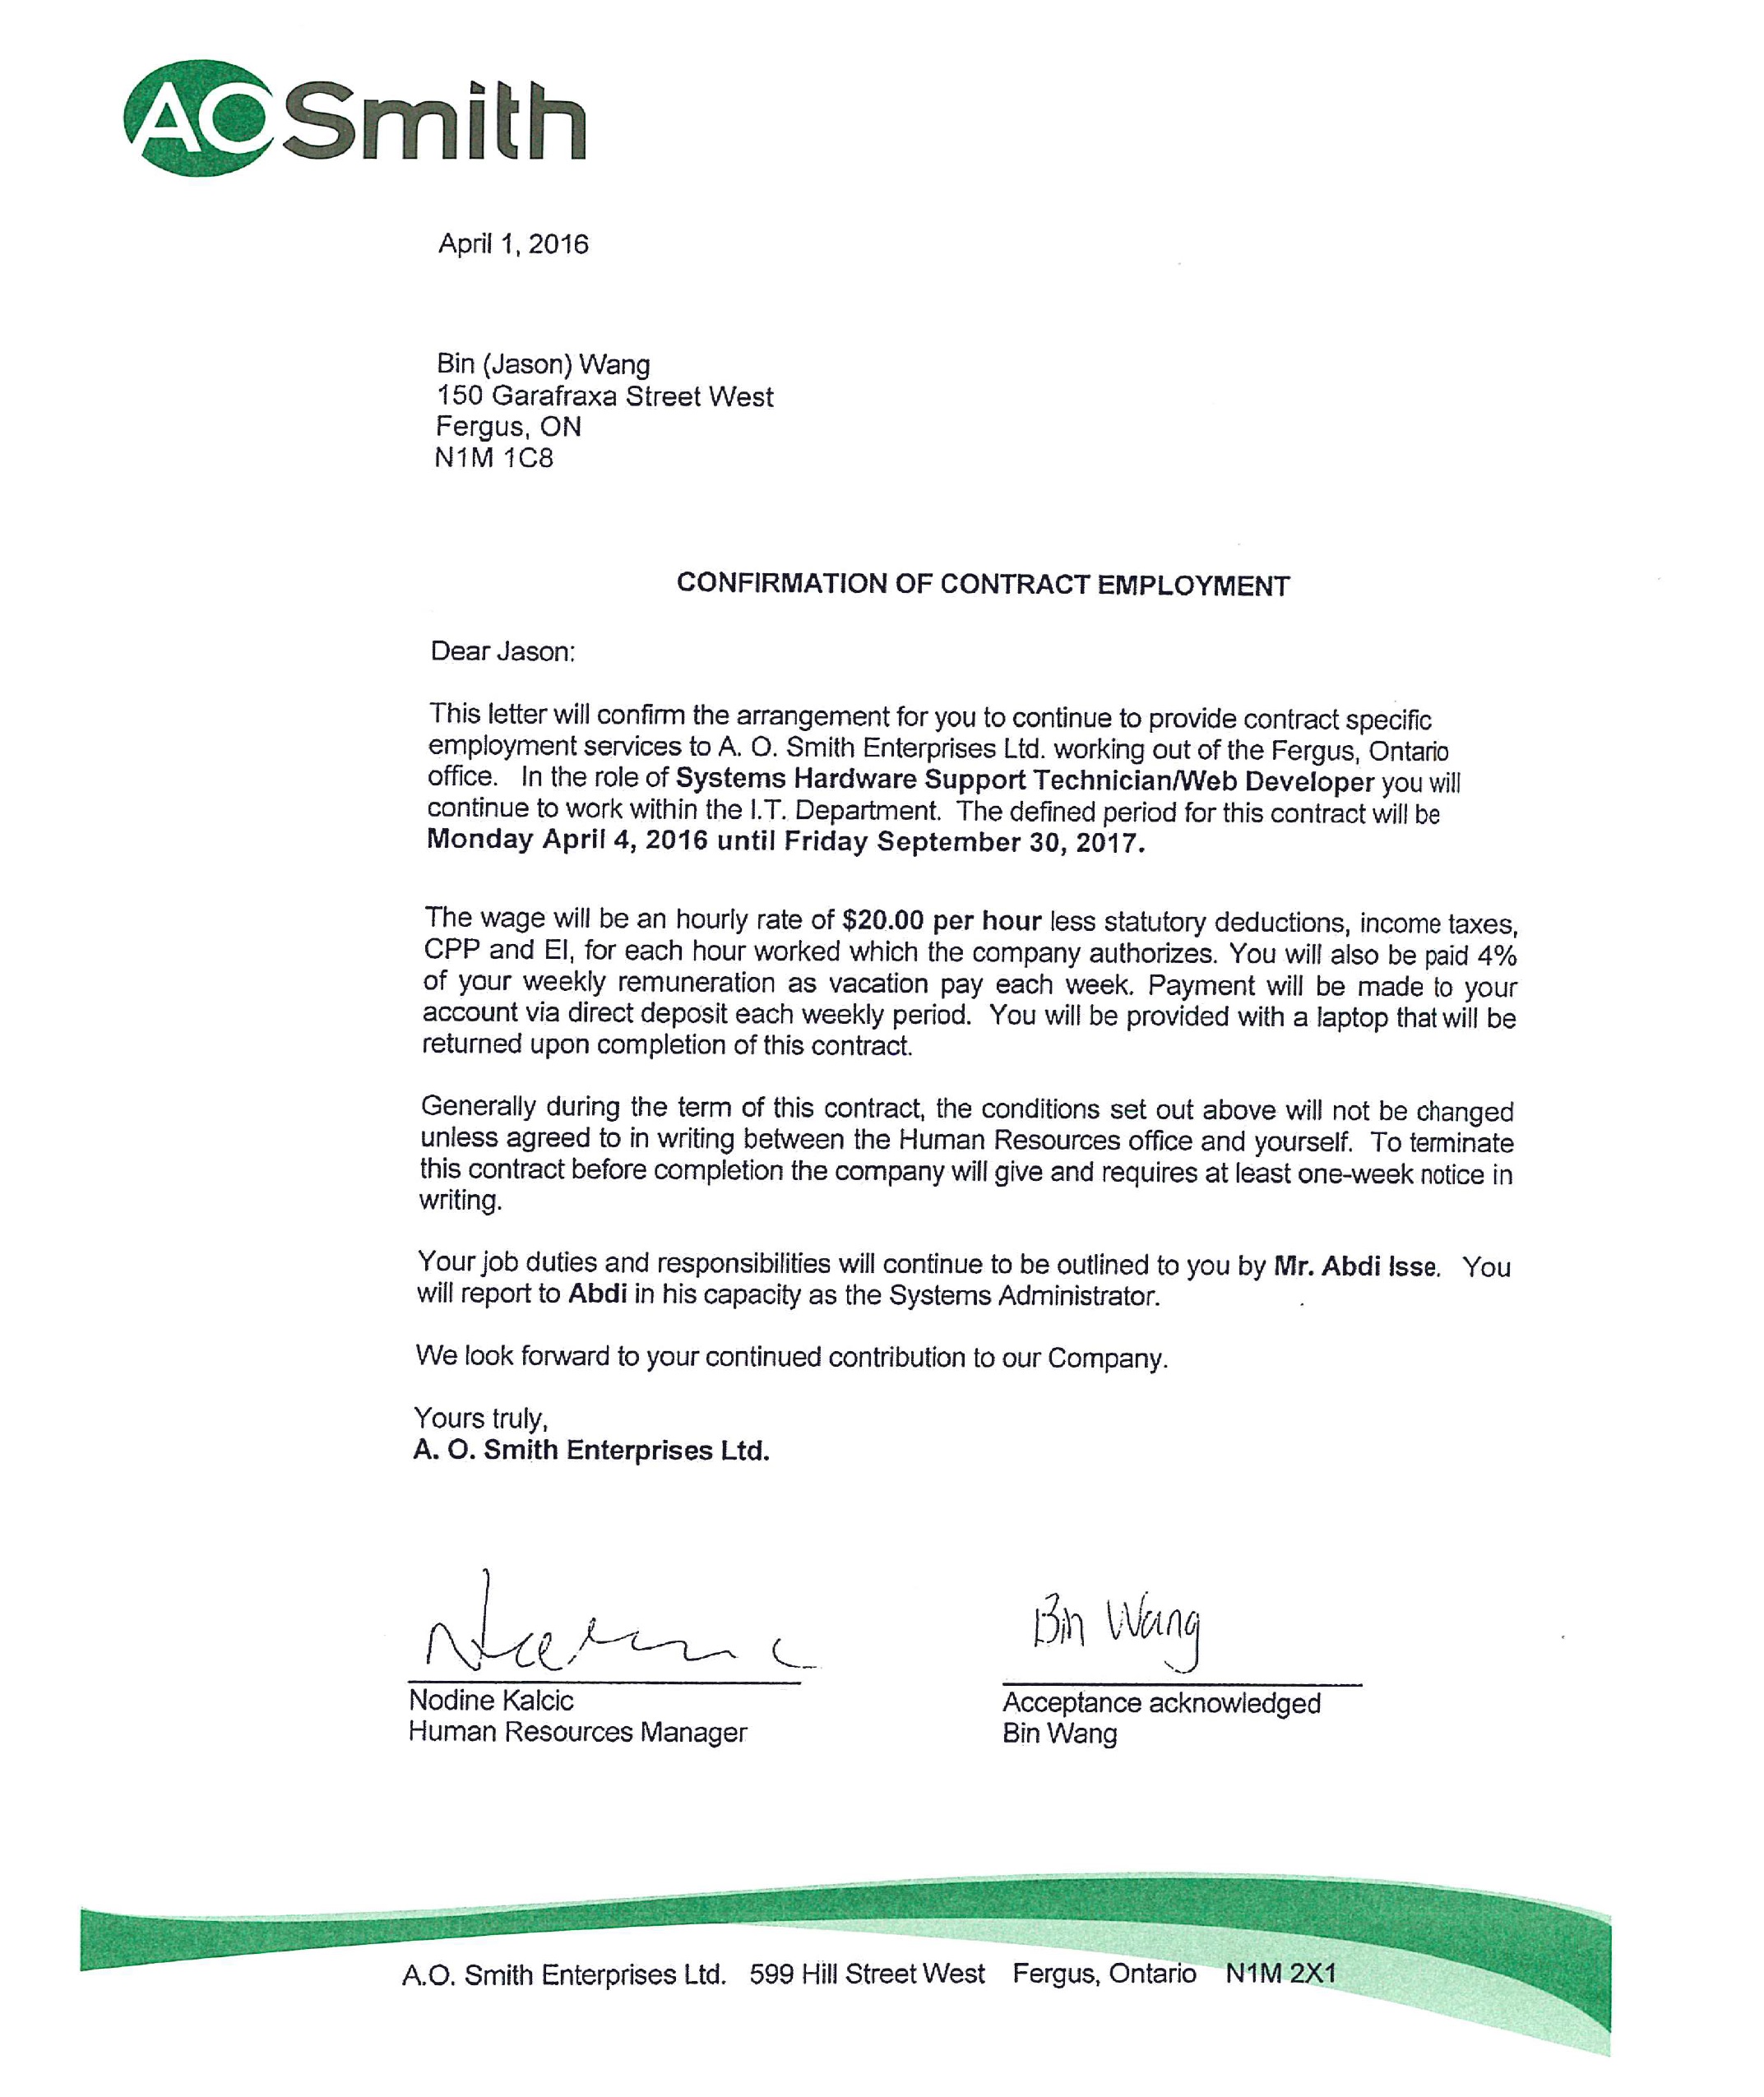 AOSmith
April 1, 2016
Bin (Jason) Wang
150 Garafraxa Street West
Fergus, ON
N1M 1C8
CONFIRMATION OF CONTRACT EMPLOYMENT
Dear Jason:
This letter will confirm the arrangement for you to continue to provide contract specific
employment services to A. O. Smith Enterprises Ltd. working out of the Fergus, Ontario
office. In the role of Systems Hardware Support Technician/Web Developer you will
continue to work within the I.T. Department. The defined period for this contract will be
Monday April 4, 2016 until Friday September 30, 2017.
The wage will be an hourly rate of $20.00 per hour less statutory deductions, income taxes,
CPP and EI, for each hour worked which the company authorizes. You will also be paid 4%
of your weekly remuneration as vacation pay each week. Payment will be made to your
account via direct deposit each weekly period. You will be provided with a laptop that will be
returned upon completion of this contract.
Generally during the term of this contract, the conditions set out above will not be changed
unless agreed to in writing between the Human Resources office and yourself. To terminate
this contract before completion the company will give and requires at least one-week notice in
writing.
Your job duties and responsibilities will continue to be outlined to you by Mr. Abdi Isse. You
will report to Abdi in his capacity as the Systems Administrator.
We look forward to your continued contribution to our Company.
Yours truly,
A. O. Smith Enterprises Ltd.
Bin Wang
Nodine Kalcic
Human Resources Manager
Acceptance acknowledged
Bin Wang
A.O. Smith Enterprises Ltd. 599 Hill Street West Fergus, Ontario N1M 2X1